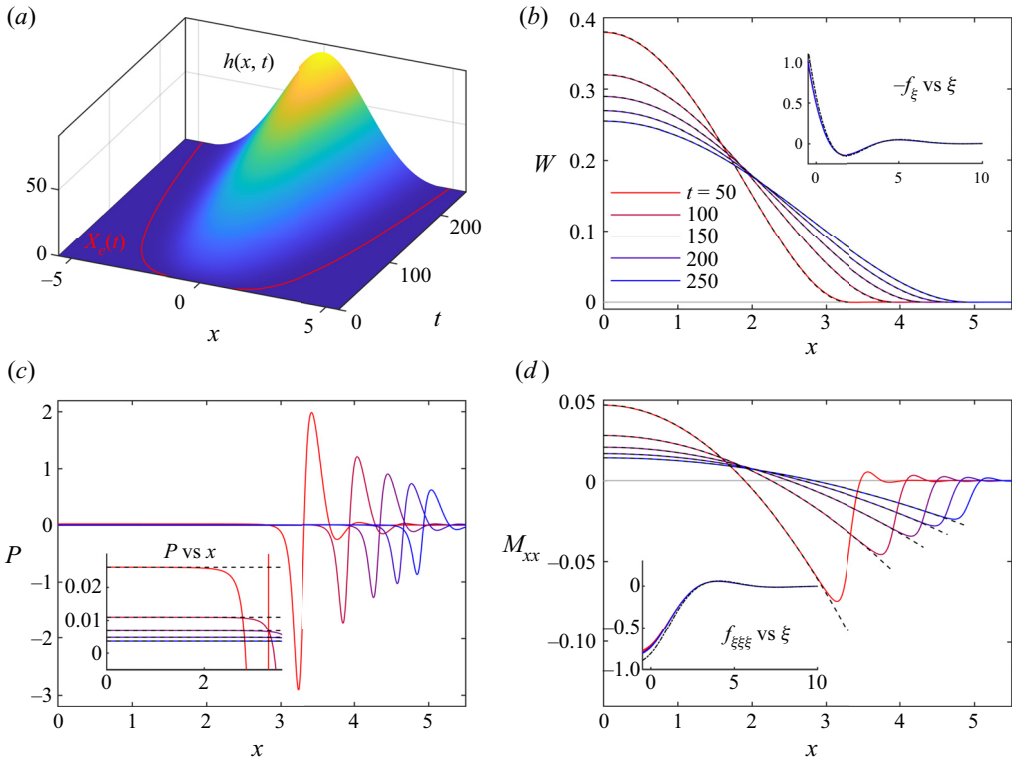 (a)
h(x, t)
50
0
X_e(t)
−5
0
5
x
0
100
200
t
(b)
0.4
0.3
0.2
0.1
0
W
t = 50
100
150
200
250
−f_ξ vs ξ
1.0
0.5
0
0
5
10
0 1 2 3 4 5
x
(c)
2
1
0
−1
−2
−3
P
P vs x
0.02
0.01
0
0
2
0 1 2 3 4 5
x
(d)
0.05
0
−0.05
−0.10
M_xx
f_ξξξ vs ξ
0
−0.5
−1.0
0
5
10
0 1 2 3 4 5
x